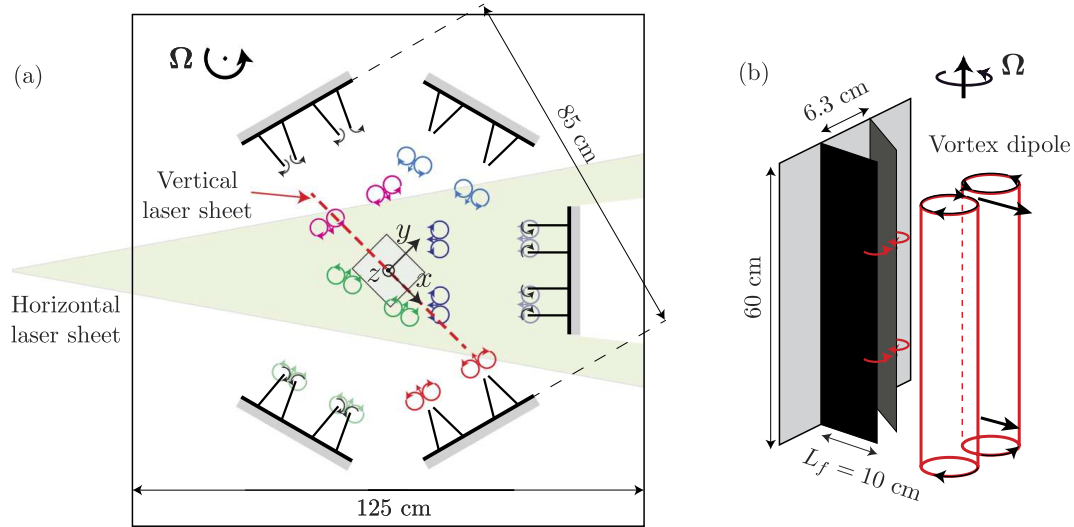 (a)
Ω
85 cm
Vertical
laser sheet
y
z
x
Horizontal
laser sheet
125 cm
(b)
Ω
6.3 cm
Vortex dipole
60 cm
L_f = 10 cm